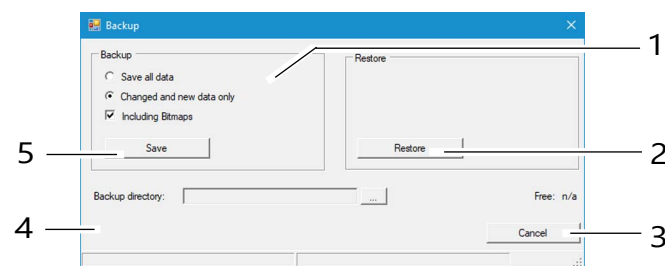 Backup
1
Backup
Restore
Save all data
Changed and new data only
Including Bitmaps
5
Save
Restore
2
Backup directory:
...
Free: n/a
4
Cancel
3